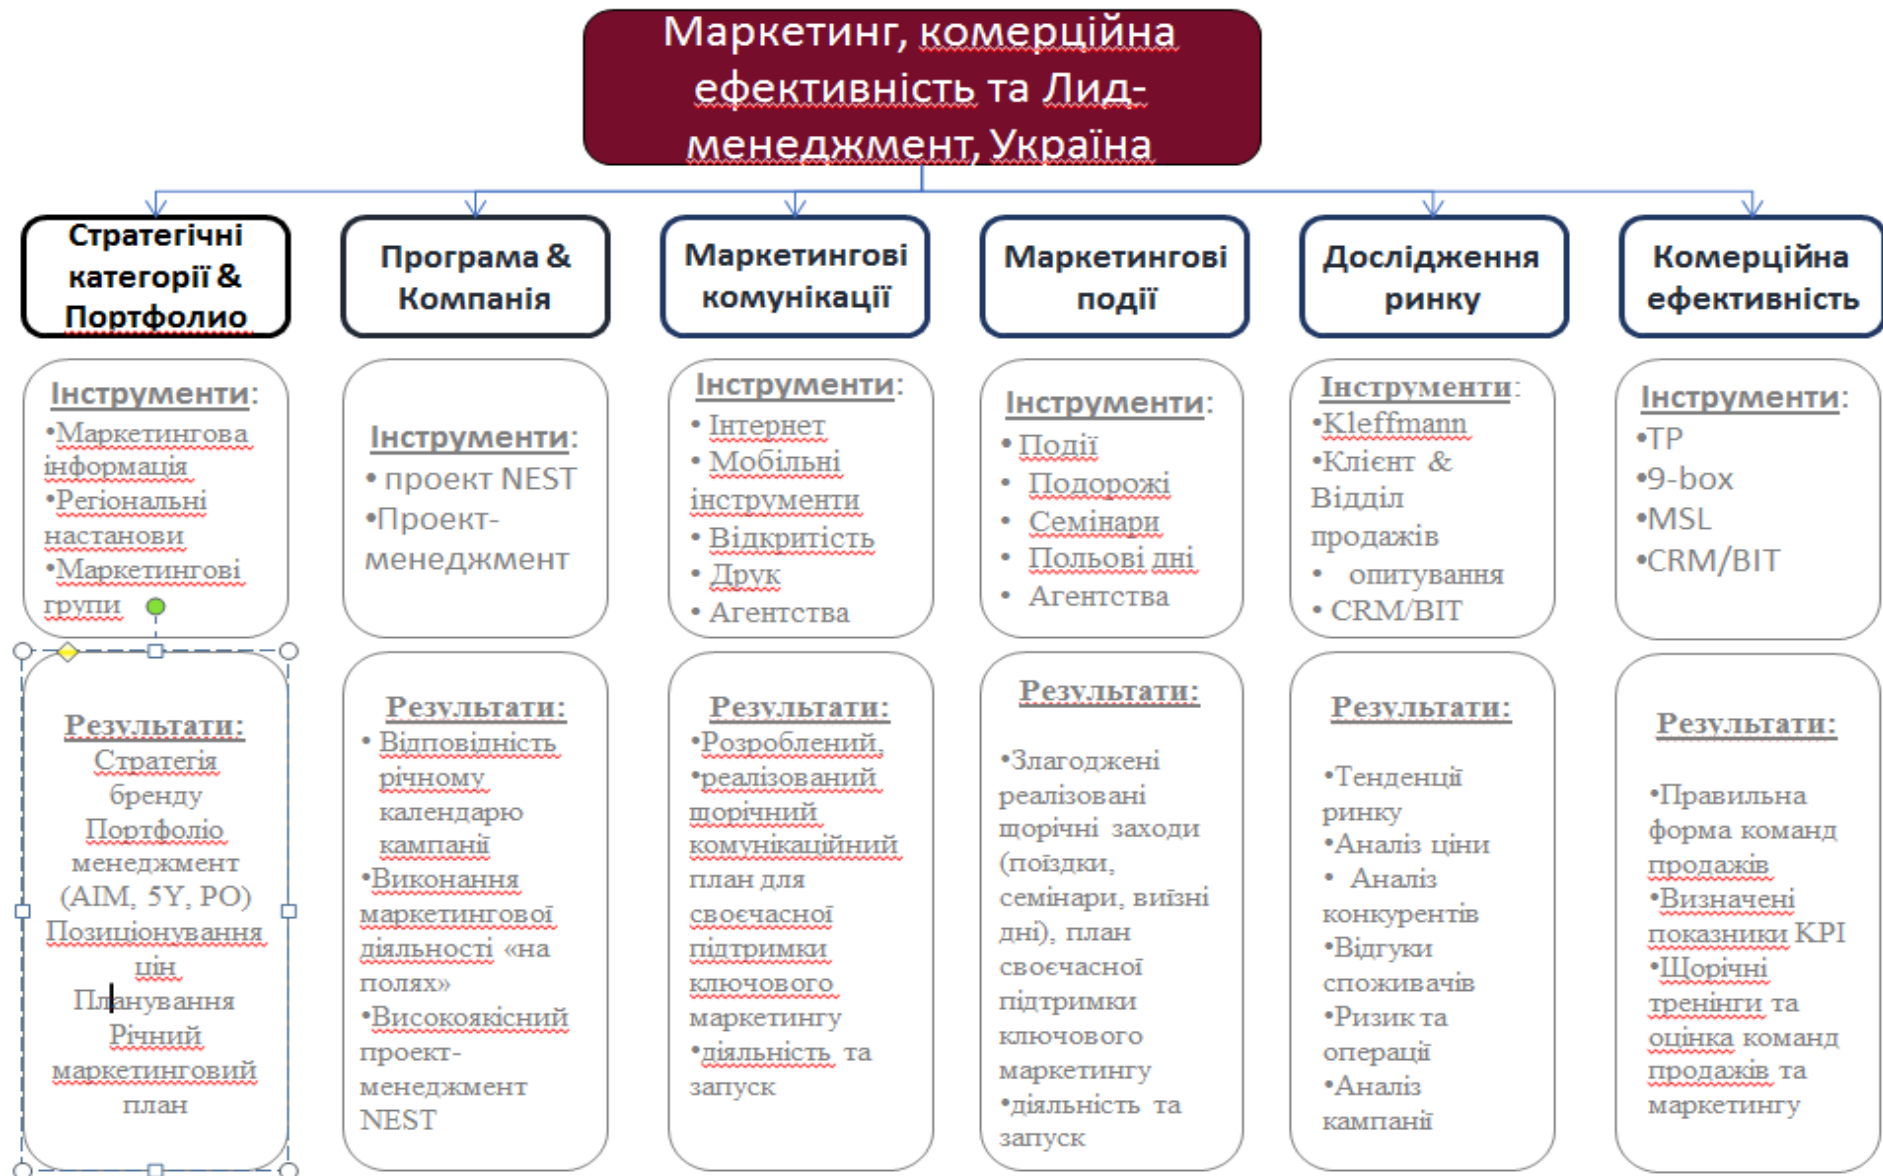 Маркетинг, комерційна
ефективність та Лид-
менеджмент, Україна
Стратегічні
категорії &
Портфолио
Програма &
Компанія
Маркетингові
комунікації
Маркетингові
події
Дослідження
ринку
Комерційна
ефективність
Інструменти:
•Маркетингова
інформація
•Регіональні
настанови
•Маркетингові
групи
Інструменти:
• проект NEST
•Проект-
менеджмент
Інструменти:
• Інтернет
• Мобільні
інструменти
• Відкритість
• Друк
• Агентства
Інструменти:
• Події
• Подорожі
• Семінари
• Польові дні
• Агентства
Інструменти:
•Kleffmann
•Клієнт &
Відділ
продажів
• опитування
• CRM/BIT
Інструменти:
•TP
•9-box
•MSL
•CRM/BIT
Результати:
Стратегія
бренду
Портфоліо
менеджмент
(AIM, 5Y, PO)
Позиціонування
цін
Планування
Річний
маркетинговий
план
Результати:
• Відповідність
річному
календарю
кампанії
•Виконання
маркетингової
діяльності «на
полях»
•Високоякісний
проект-
менеджмент
NEST
Результати:
•Розроблений,
•реалізований
щорічний
комунікаційний
план для
своєчасної
підтримки
ключового
маркетингу
•діяльність та
запуск
Результати:
•Злагоджені
реалізовані
щорічні заходи
(поїздки,
семінари, виїзні
дні), план
своєчасної
підтримки
ключового
маркетингу
•діяльність та
запуск
Результати:
•Тенденції
ринку
•Аналіз ціни
• Аналіз
конкурентів
•Відгуки
споживачів
•Ризик та
операції
•Аналіз
кампанії
Результати:
•Правильна
форма команд
продажів
•Визначені
показники KPI
•Щорічні
тренінги та
оцінка команд
продажів та
маркетингу